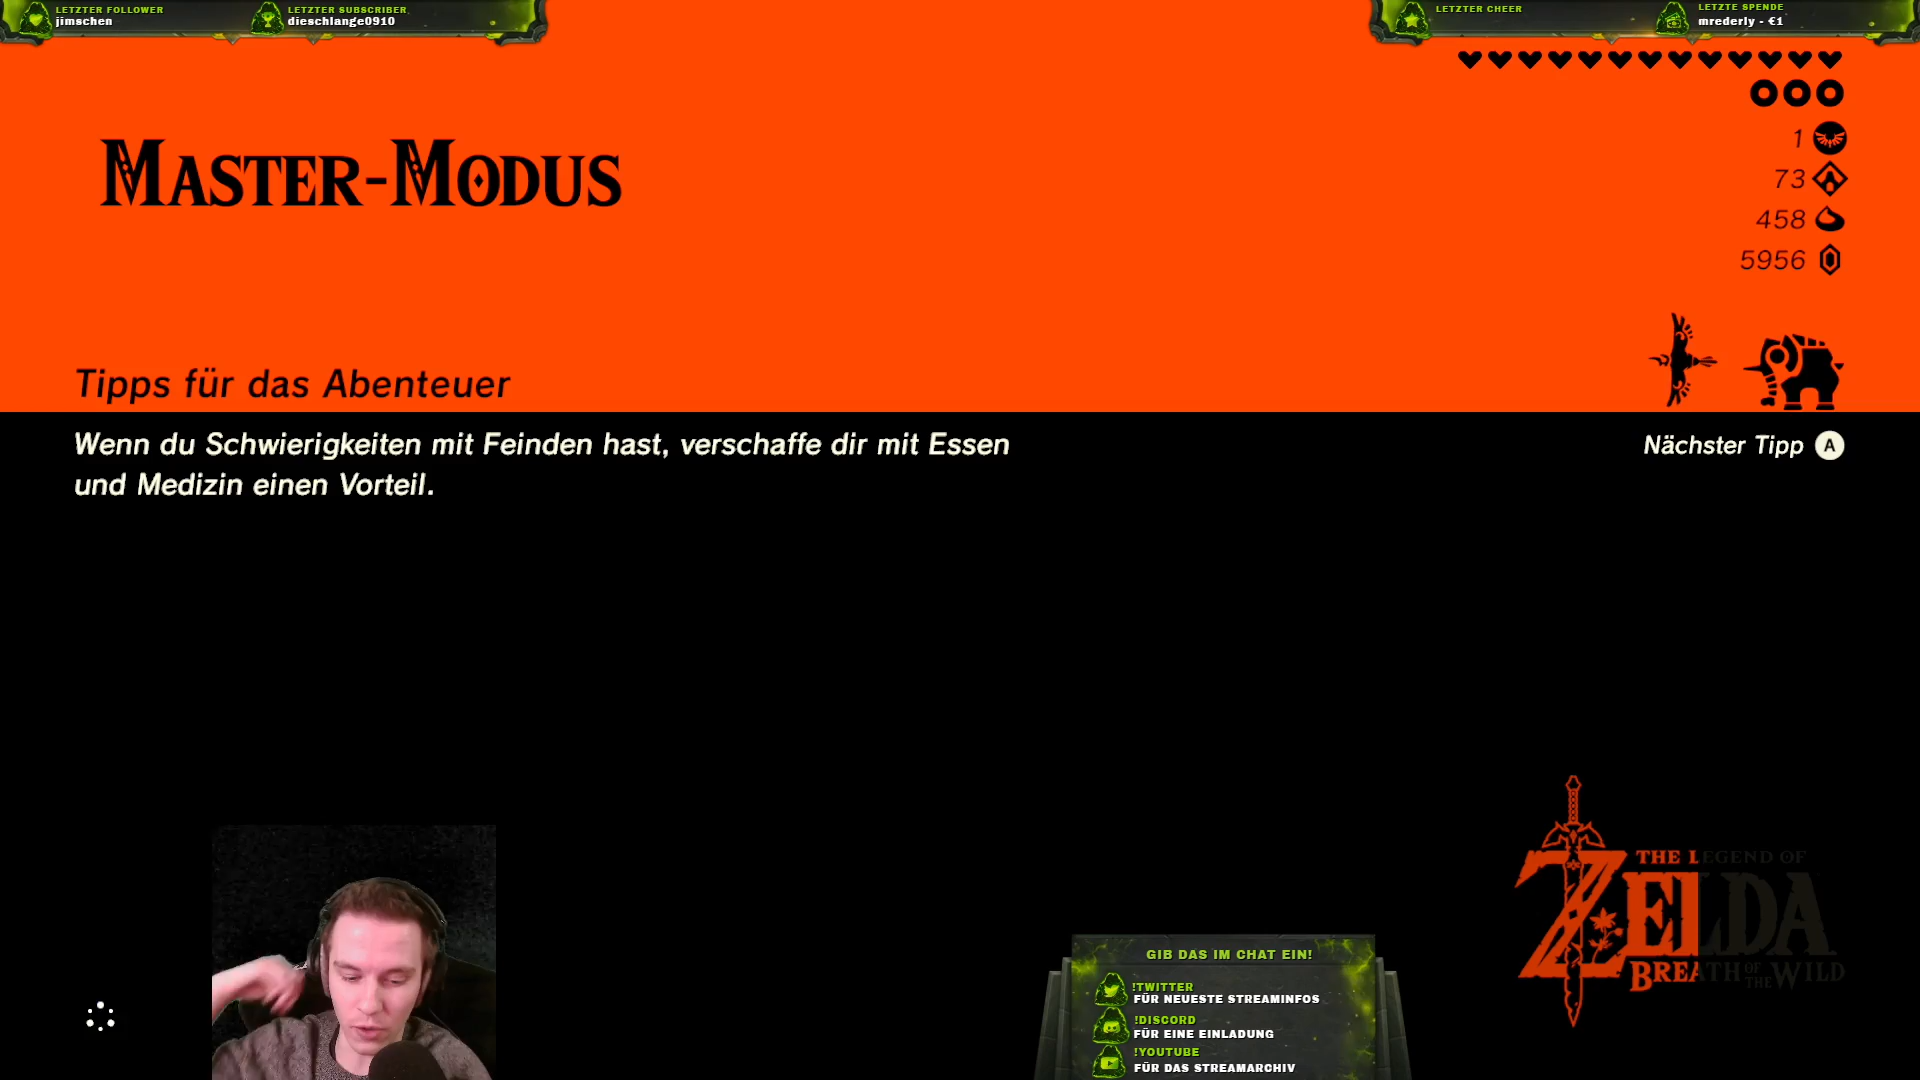 LETZTER FOLLOWER
jimschen
LETZTER SUBSCRIBER
dieschlange0910
LETZTER CHEER
LETZTE SPENDE
mrederly - €1
MASTER-MODUS
1
73
458
5956
Tipps für das Abenteuer
Wenn du Schwierigkeiten mit Feinden hast, verschaffe dir mit Essen
und Medizin einen Vorteil.
Nächster Tipp A
THE LEGEND OF
ZELDA
BREATH OF THE WILD
GIB DAS IM CHAT EIN!
!TWITTER
FÜR NEUESTE STREAMINFOS
!DISCORD
FÜR EINE EINLADUNG
!YOUTUBE
FÜR DAS STREAMARCHIV